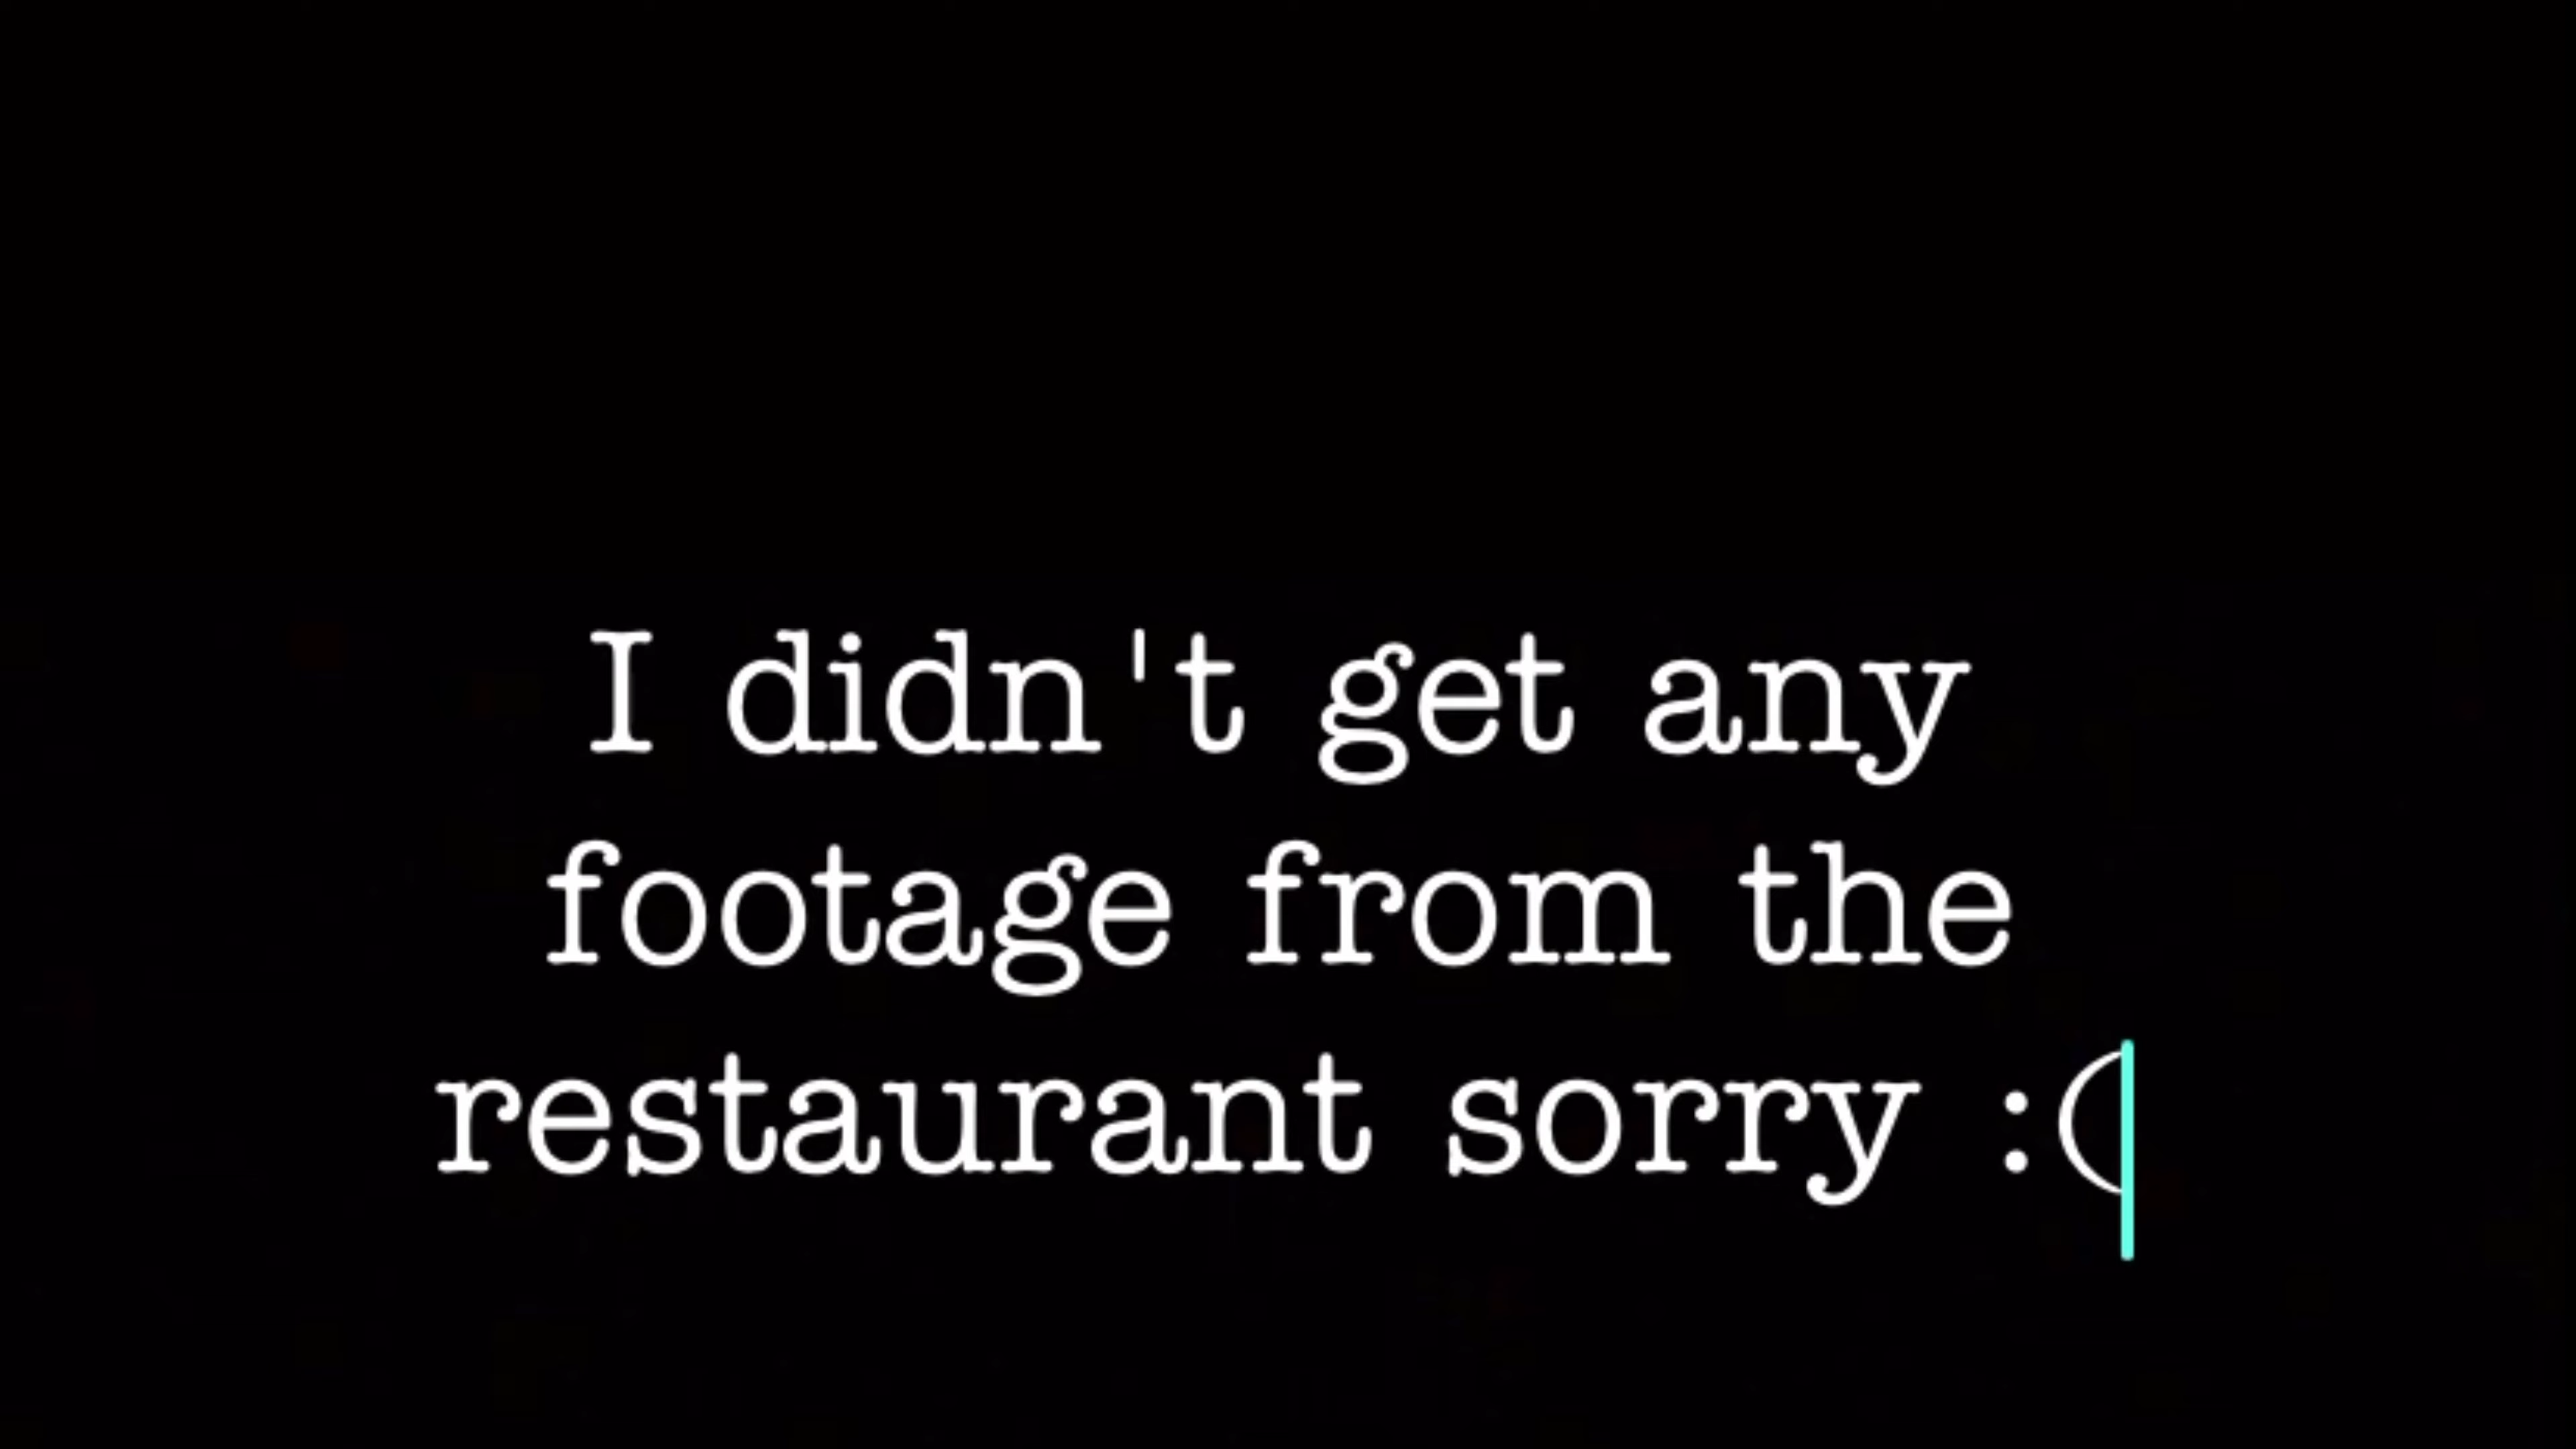 I didn't get any
footage from the
restaurant sorry :(